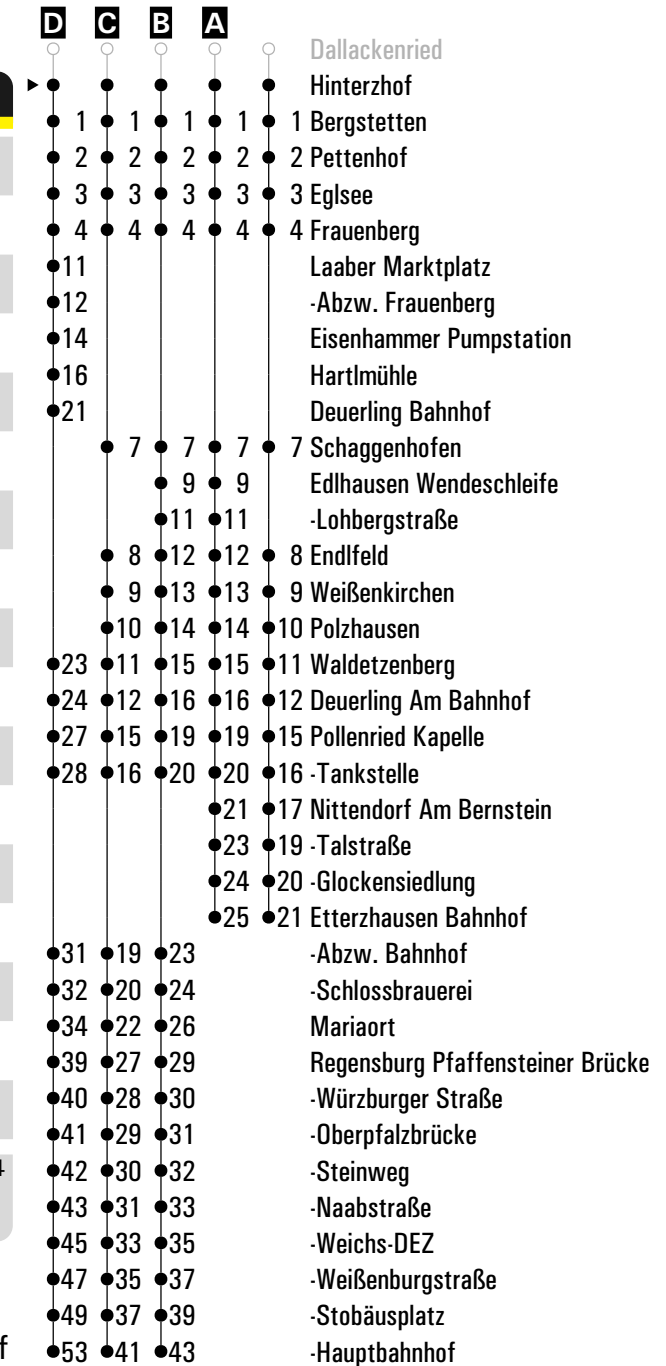 D C B A
Dallackenried
Hinterzhof
1 1 1 1 1 Bergstetten
2 2 2 2 2 Pettenhof
3 3 3 3 3 Eglsee
4 4 4 4 4 Frauenberg
11 Laaber Marktplatz
12 -Abzw. Frauenberg
14 Eisenhammer Pumpstation
16 Hartlmühle
21 Deuerling Bahnhof
7 7 7 7 Schaggenhofen
9 9 Edlhausen Wendeschleife
11 11 -Lohbergstraße
8 12 12 8 Endlfeld
9 13 13 9 Weißenkirchen
10 14 14 10 Polzhausen
23 11 15 15 11 Waldetzenberg
24 12 16 16 12 Deuerling Am Bahnhof
27 15 19 19 15 Pollenried Kapelle
28 16 20 20 16 -Tankstelle
21 17 Nittendorf Am Bernstein
23 19 -Talstraße
24 20 -Glockensiedlung
25 21 Etterzhausen Bahnhof
31 19 23 -Abzw. Bahnhof
32 20 24 -Schlossbrauerei
34 22 26 Mariaort
39 27 29 Regensburg Pfaffensteiner Brücke
40 28 30 -Würzburger Straße
41 29 31 -Oberpfalzbrücke
42 30 32 -Steinweg
43 31 33 -Naabstraße
45 33 35 -Weichs-DEZ
47 35 37 -Weißenburgstraße
49 37 39 -Stobäusplatz
f 53 41 43 -Hauptbahnhof